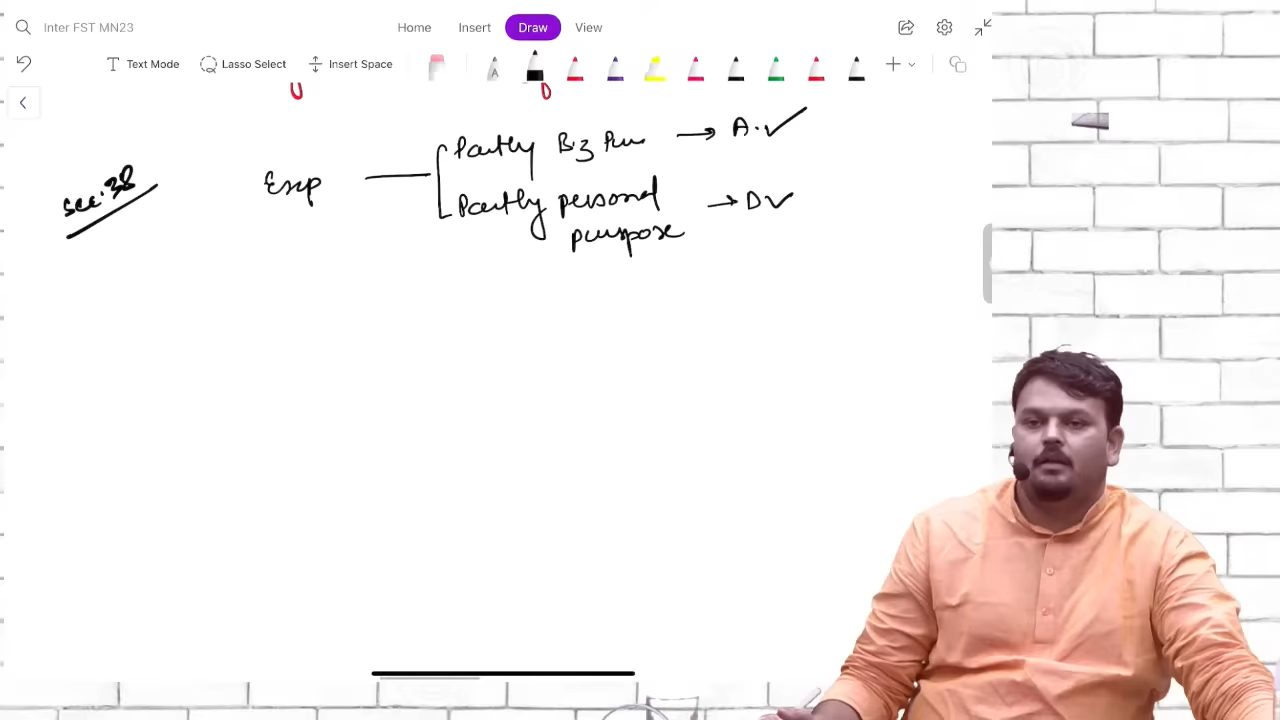 Inter FST MN23
Home Insert Draw View
Text Mode Lasso Select Insert Space
A
Partly Biz Pur → A. ✓
Sec. 38 Exp
Partly personal → D ✓
purpose